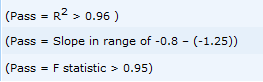 (Pass = R² > 0.96 )
(Pass = Slope in range of -0.8 – (-1.25))
(Pass = F statistic > 0.95)